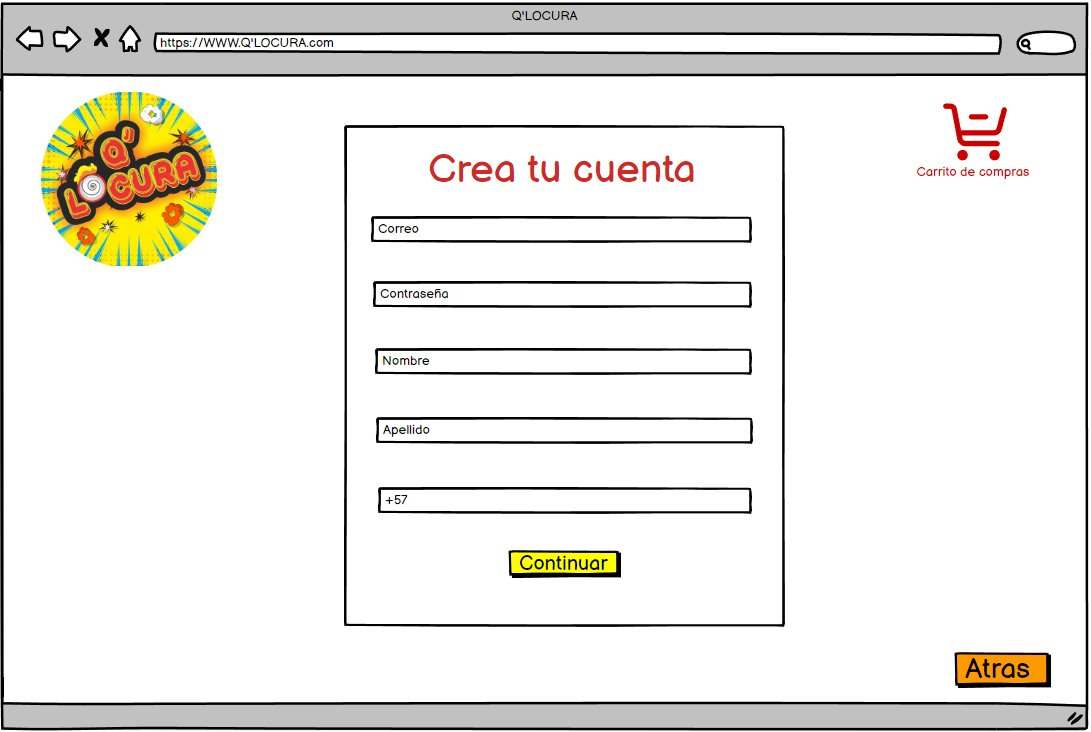 Q'LOCURA
https://WWW.Q'LOCURA.com
Q'
LOCURA
Carrito de compras
Crea tu cuenta
Correo
Contraseña
Nombre
Apellido
+57
Continuar
Atras